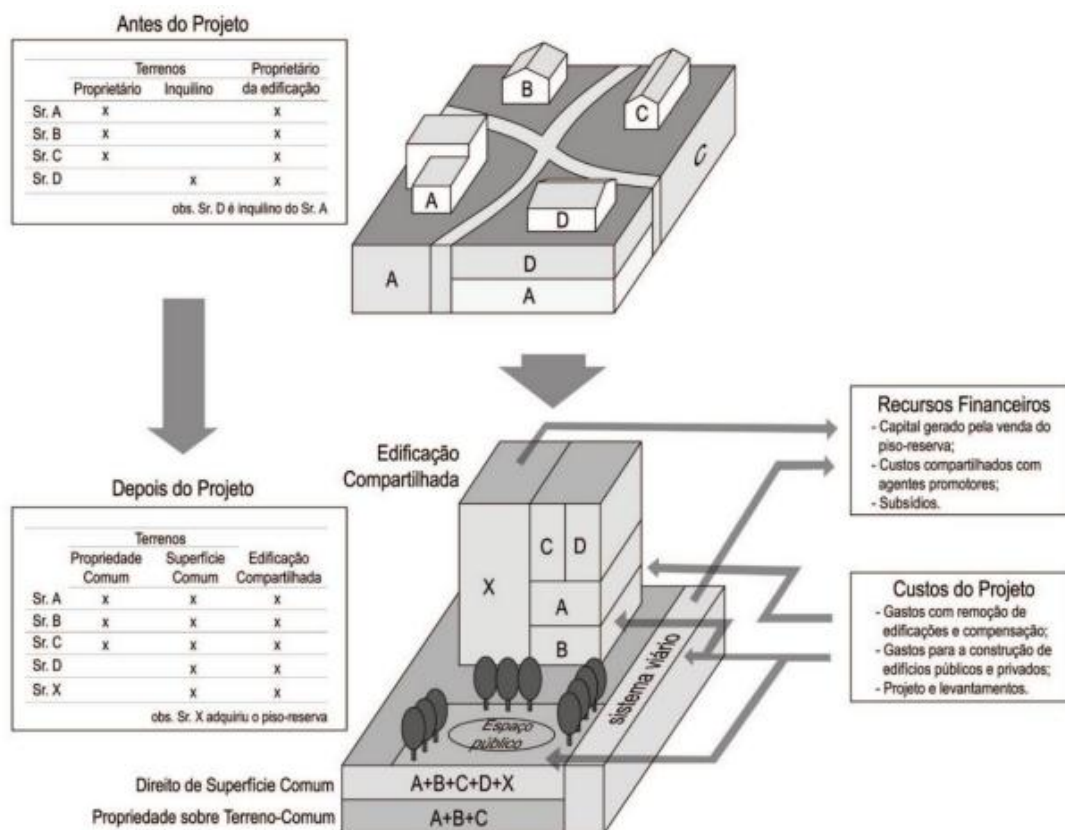 Antes do Projeto
Terrenos Proprietário
Proprietário Inquilino da edificação
Sr. A x x
Sr. B x x
Sr. C x x
Sr. D x x
obs. Sr. D é inquilino do Sr. A
B
C
A
D
C
A
D
A
Depois do Projeto
Terrenos
Propriedade Superfície Edificação
Comum Comum Compartilhada
Sr. A x x x
Sr. B x x x
Sr. C x x x
Sr. D x x
Sr. X x x
obs. Sr. X adquiriu o piso-reserva
Edificação
Compartilhada
X
C
D
A
B
sistema viário
Espaço
público
Direito de Superfície Comum
A+B+C+D+X
Propriedade sobre Terreno-Comum
A+B+C
Recursos Financeiros
- Capital gerado pela venda do
piso-reserva;
- Custos compartilhados com
agentes promotores;
- Subsídios.
Custos do Projeto
- Gastos com remoção de
edificações e compensação;
- Gastos para a construção de
edifícios públicos e privados;
- Projeto e levantamentos.